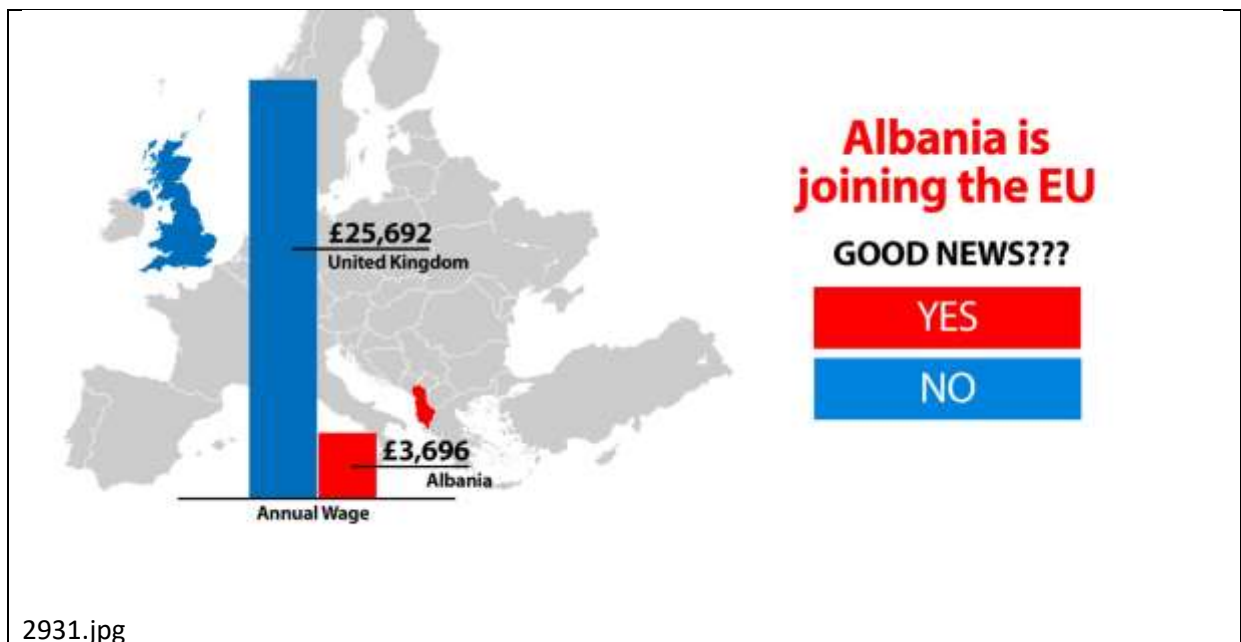 Albania is
joining the EU
GOOD NEWS???
YES
NO
£25,692
United Kingdom
£3,696
Albania
Annual Wage
2931.jpg